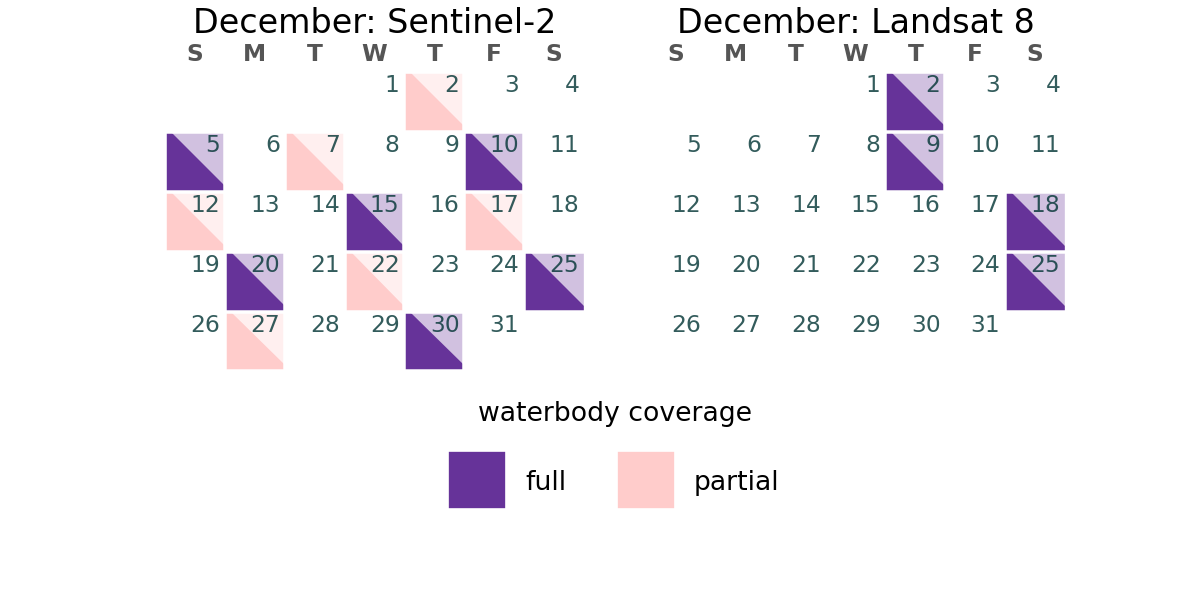 December: Sentinel-2
S M T W T F S
1 2 3 4
5 6 7 8 9 10 11
12 13 14 15 16 17 18
19 20 21 22 23 24 25
26 27 28 29 30 31
December: Landsat 8
S M T W T F S
1 2 3 4
5 6 7 8 9 10 11
12 13 14 15 16 17 18
19 20 21 22 23 24 25
26 27 28 29 30 31
waterbody coverage
full partial